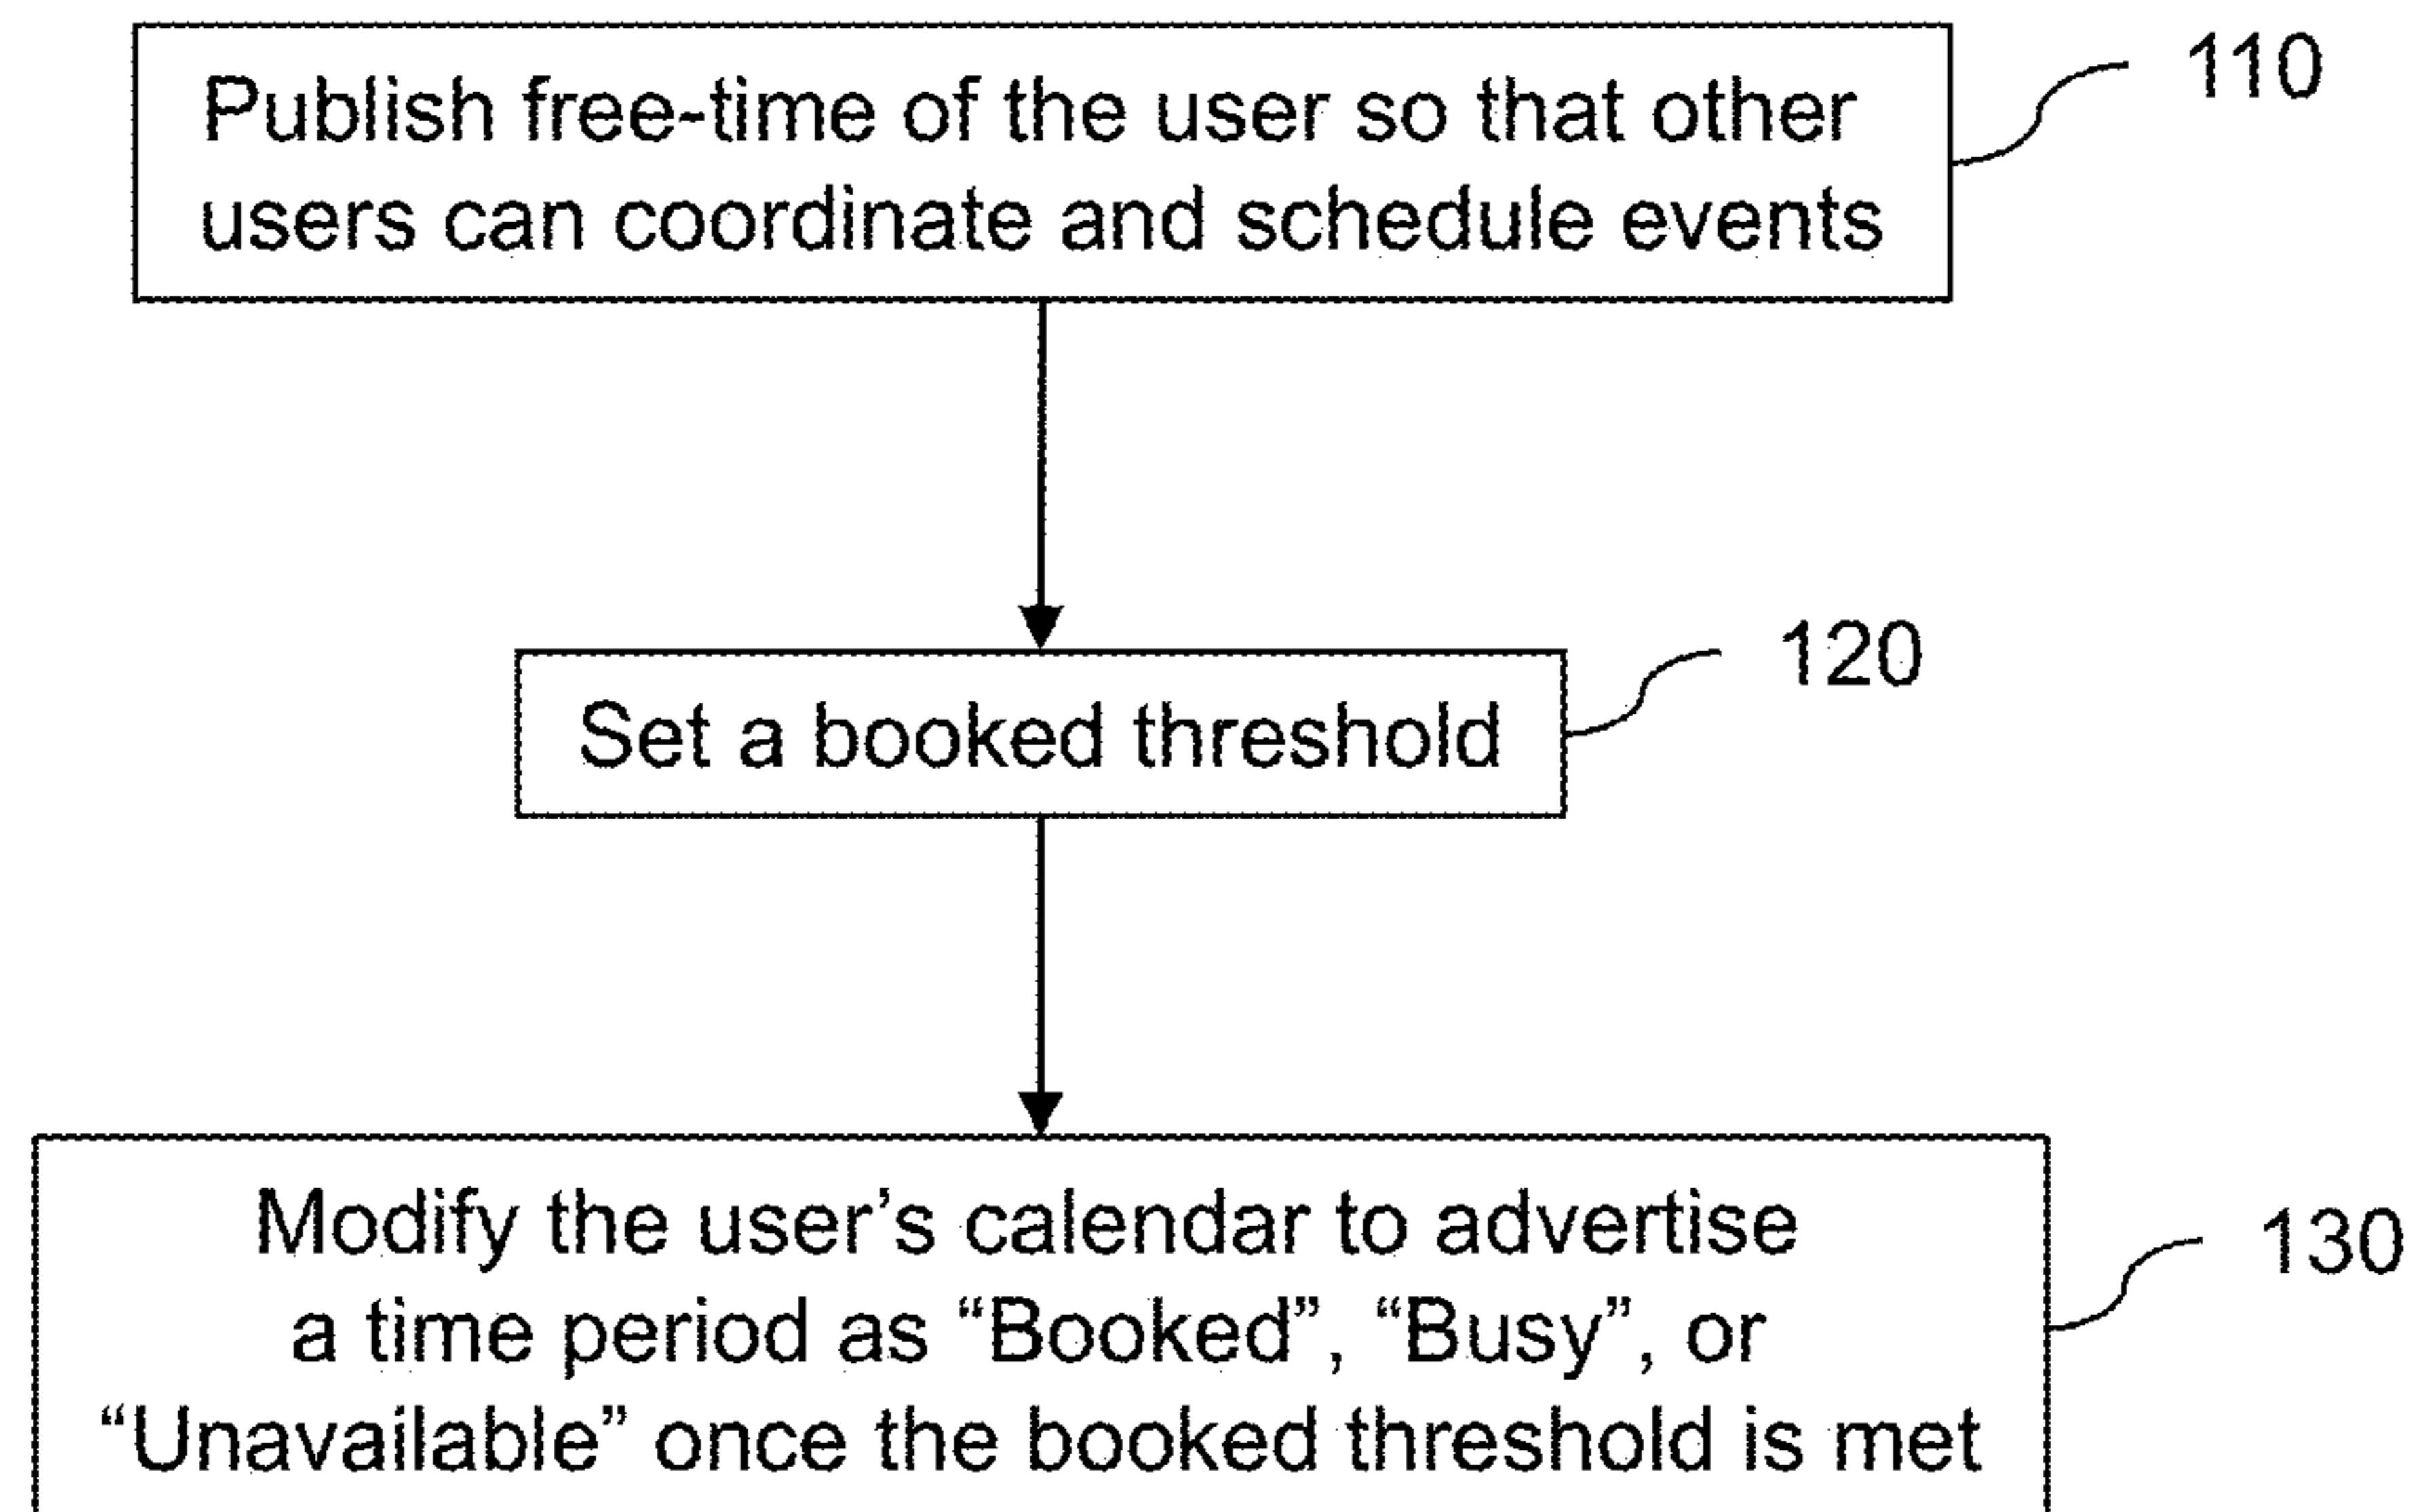 Publish free-time of the user so that other
users can coordinate and schedule events
110
Set a booked threshold
120
Modify the user’s calendar to advertise
a time period as “Booked”, “Busy”, or
“Unavailable” once the booked threshold is met
130